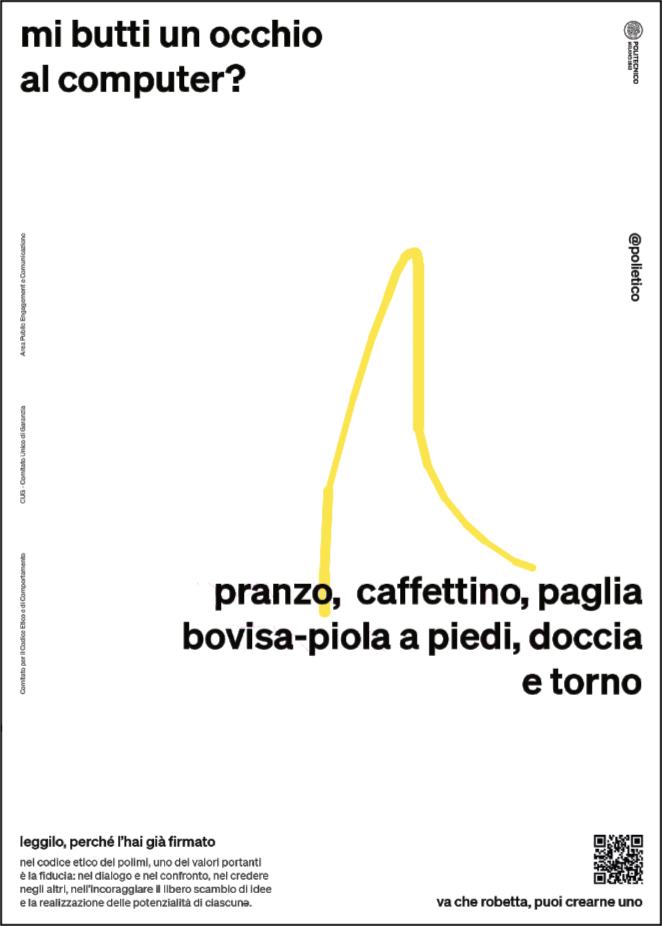 mi butti un occhio
al computer?
POLITECNICO
MILANO 1863
@polietico
Area Public Engagement e Comunicazione
CUG - Comitato Unico di Garanzia
Comitato per il Codice Etico e di Comportamento
pranzo, caffettino, paglia
bovisa-piola a piedi, doccia
e torno
leggilo, perché l'hai già firmato
nel codice etico del polimi, uno dei valori portanti
è la fiducia: nel dialogo e nel confronto, nel credere
negli altri, nell'incoraggiare il libero scambio di idee
e la realizzazione delle potenzialità di ciascunə.
va che robetta, puoi crearne uno